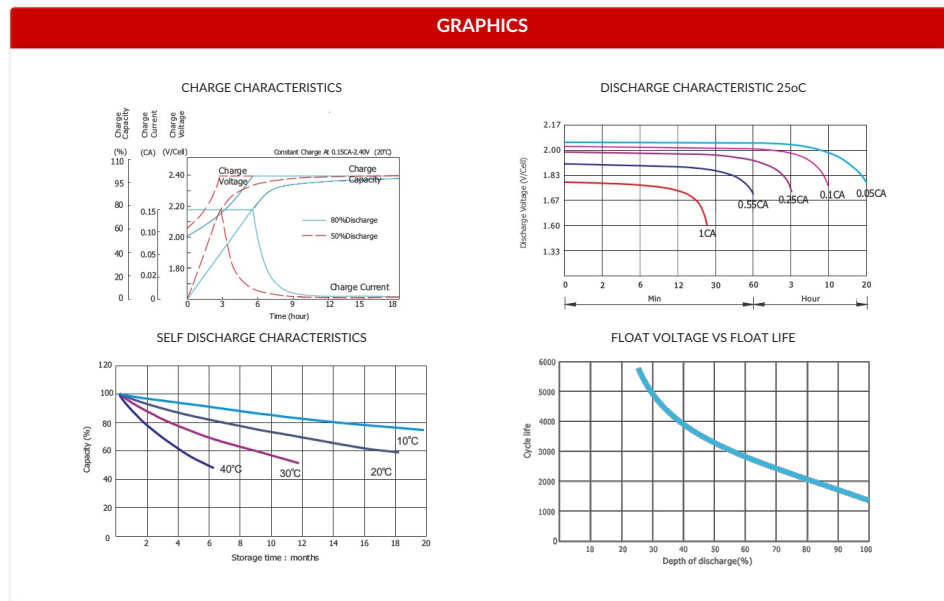 GRAPHICS
CHARGE CHARACTERISTICS
Charge Capacity
Charge Current
Charge Voltage
(%) (CA) (V/Cell)
Constant Charge At 0.15CA-2.40V (20°C)
110
95
80
60
40
20
0
0.15
0.10
0.05
0.02
0
2.40
2.20
2.00
1.80
Charge Voltage
Charge Capacity
80%Discharge
50%Discharge
Charge Current
0 3 6 9 12 15 18
Time (hour)
DISCHARGE CHARACTERISTIC 25oC
Discharge Voltage (V/Cell)
2.17
2.00
1.83
1.67
1.60
1.33
1CA
0.55CA
0.25CA
0.1CA
0.05CA
0 2 6 12 30 60 3 10 20
Min Hour
SELF DISCHARGE CHARACTERISTICS
Capacity (%)
120
100
80
60
40
20
0
10°C
20°C
30°C
40°C
2 4 6 8 10 12 14 16 18 20
Storage time : months
FLOAT VOLTAGE VS FLOAT LIFE
Cycle life
6000
5000
4000
3000
2000
1000
0
10 20 30 40 50 60 70 80 90 100
Depth of discharge(%)